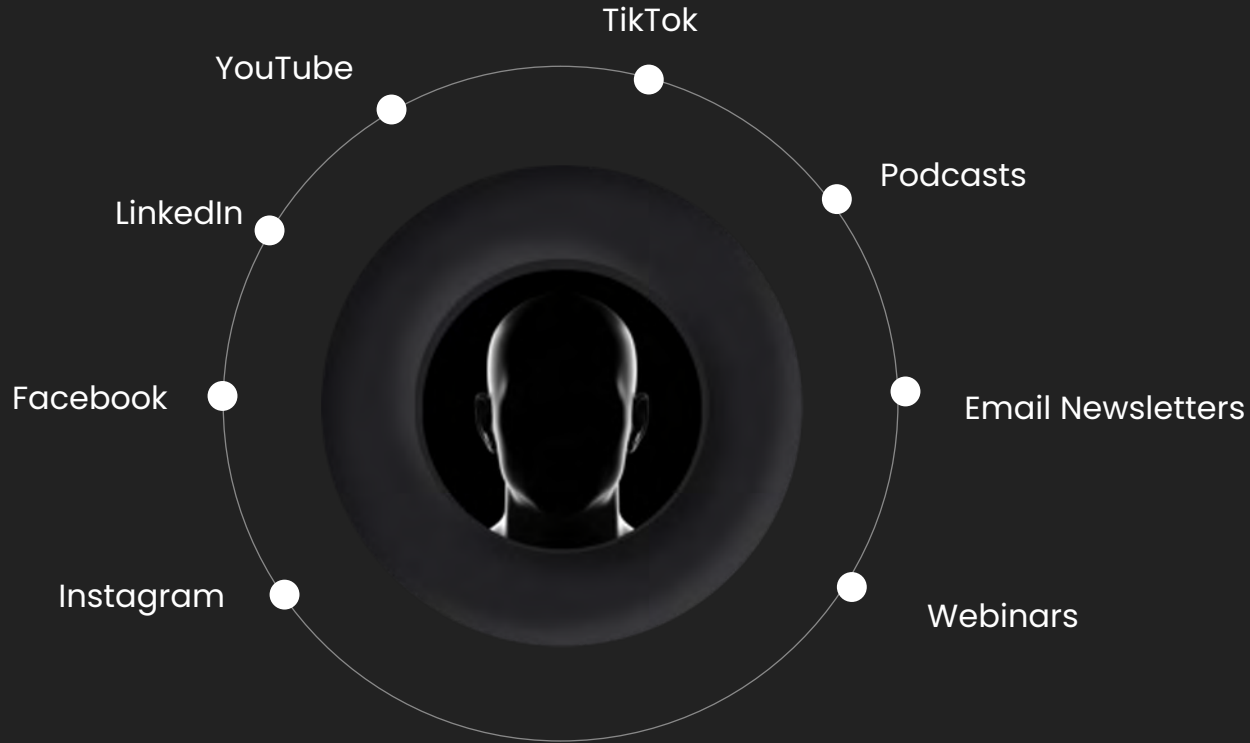 TikTok
YouTube
Podcasts
LinkedIn
Facebook
Email Newsletters
Instagram
Webinars